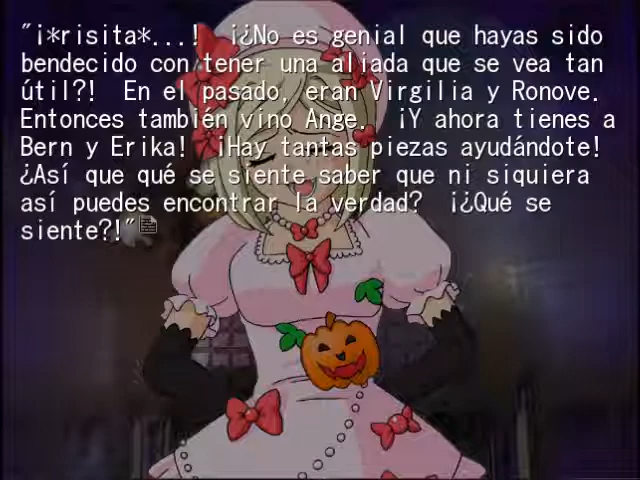 "¡*risita*...!  ¡¿No es genial que hayas sido
bendecido con tener una aliada que se vea tan
útil?!  En el pasado, eran Virgilia y Ronove.
Entonces también vino Ange.  ¡Y ahora tienes a
Bern y Erika!  ¡Hay tantas piezas ayudándote!
¿Así que qué se siente saber que ni siquiera
así puedes encontrar la verdad?  ¡¿Qué se
siente?!"